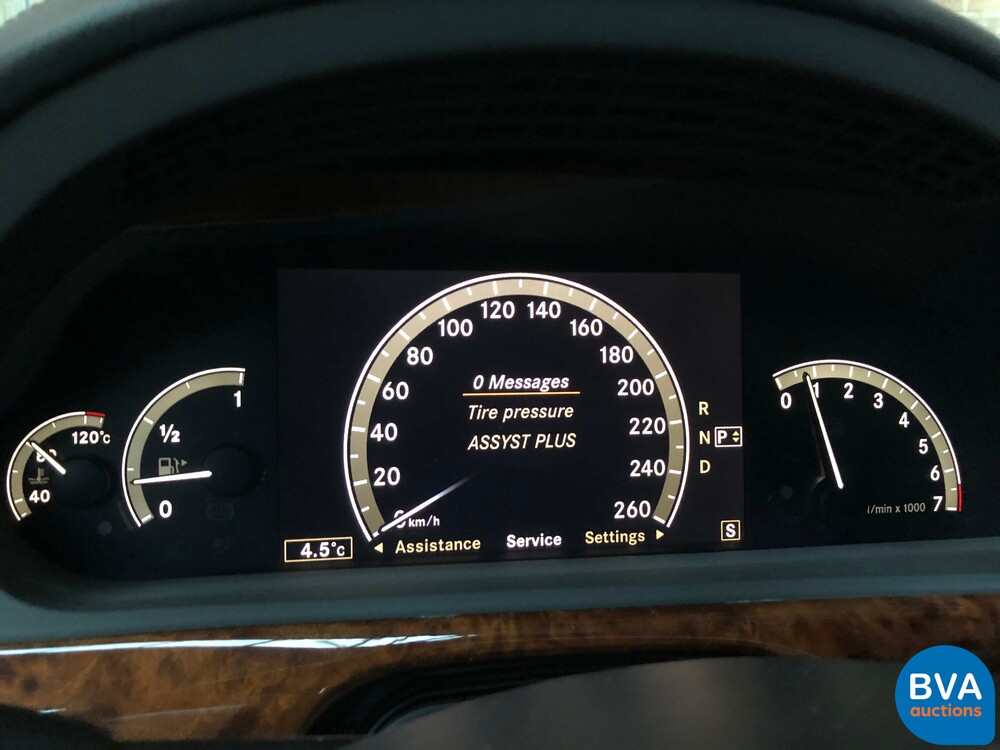 120°c
80
40
1
½
0
0 Messages
Tire pressure
ASSYST PLUS
0
20
40
60
80
100
120
140
160
180
200
220
240
260
km/h
4.5°c
◄ Assistance Service Settings ►
R
N P
D
S
0 1 2 3 4 5 6 7
l/min x 1000
BVA
auctions